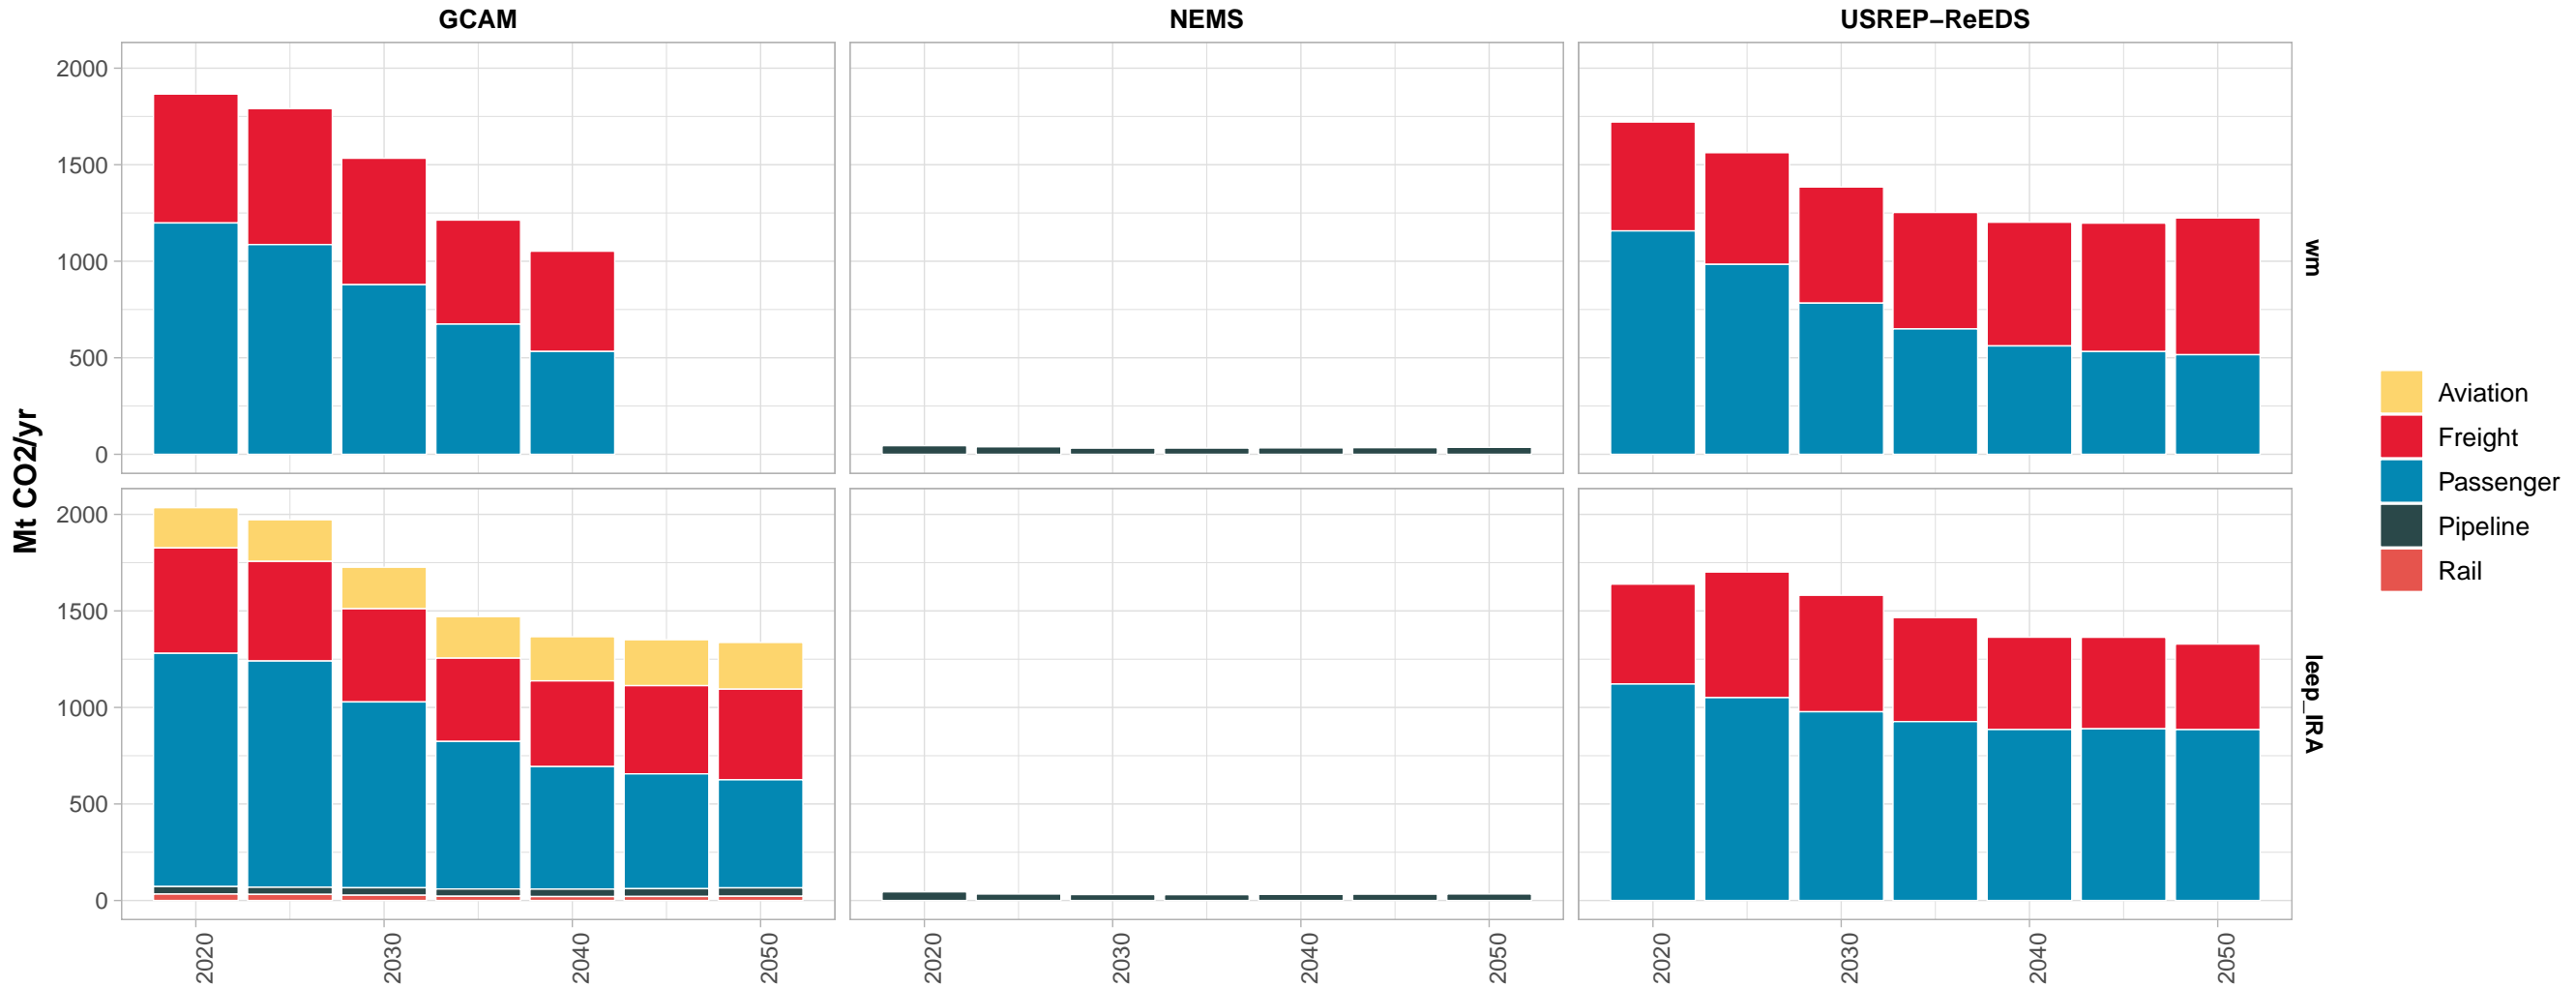 GCAM NEMS USREP–ReEDS
Mt CO2/yr
2000
1500
1000
500
0
wm
2000
1500
1000
500
0
leep_IRA
2020 2030 2040 2050 2020 2030 2040 2050 2020 2030 2040 2050
Aviation
Freight
Passenger
Pipeline
Rail